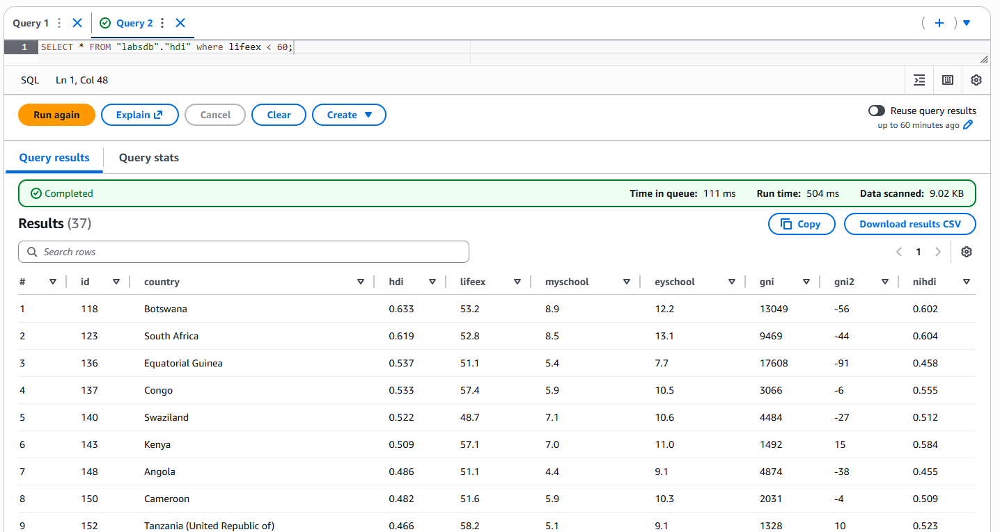 Query 1 Query 2
1 SELECT * FROM "labsdb"."hdi" where lifeex < 60;
SQL Ln 1, Col 48
Run again Explain Cancel Clear Create Reuse query results
up to 60 minutes ago
Query results Query stats
Completed Time in queue: 111 ms Run time: 504 ms Data scanned: 9.02 KB
Results (37) Copy Download results CSV
Search rows 1
# id country hdi lifeex myschool eyschool gni gni2 nihdi
1 118 Botswana 0.633 53.2 8.9 12.2 13049 -56 0.602
2 123 South Africa 0.619 52.8 8.5 13.1 9469 -44 0.604
3 136 Equatorial Guinea 0.537 51.1 5.4 7.7 17608 -91 0.458
4 137 Congo 0.533 57.4 5.9 10.5 3066 -6 0.555
5 140 Swaziland 0.522 48.7 7.1 10.6 4484 -27 0.512
6 143 Kenya 0.509 57.1 7.0 11.0 1492 15 0.584
7 148 Angola 0.486 51.1 4.4 9.1 4874 -38 0.455
8 150 Cameroon 0.482 51.6 5.9 10.3 2031 -4 0.509
9 152 Tanzania (United Republic of) 0.466 58.2 5.1 9.1 1328 10 0.523